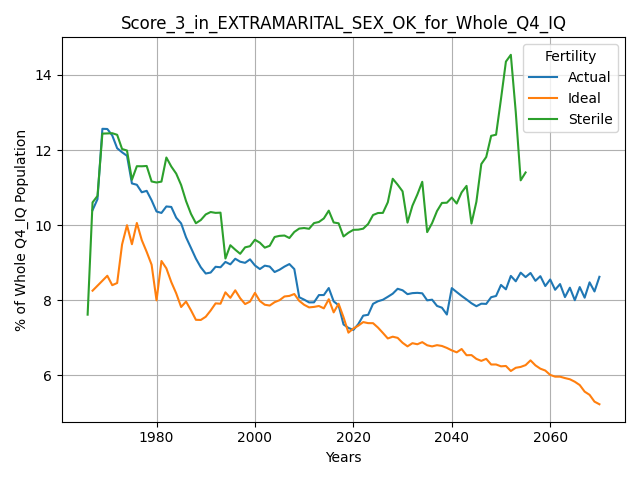 Score_3_in_EXTRAMARITAL_SEX_OK_for_Whole_Q4_IQ
Fertility
Actual
Ideal
Sterile
% of Whole Q4_IQ Population
14
12
10
8
6
1980
2000
2020
2040
2060
Years